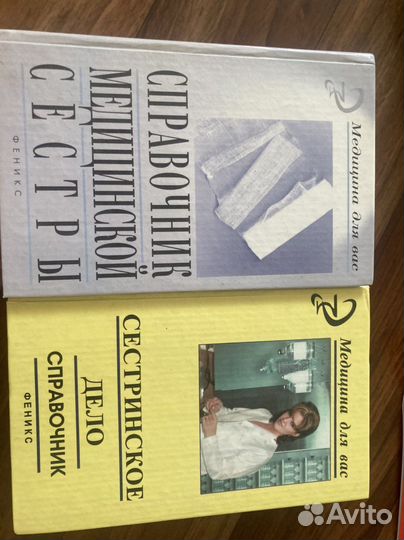 Медицина для вас
СПРАВОЧНИК
МЕДИЦИНСКОЙ
СЕСТРЫ
ФЕНИКС
Медицина для вас
СЕСТРИНСКОЕ
ДЕЛО
СПРАВОЧНИК
ФЕНИКС
Avito